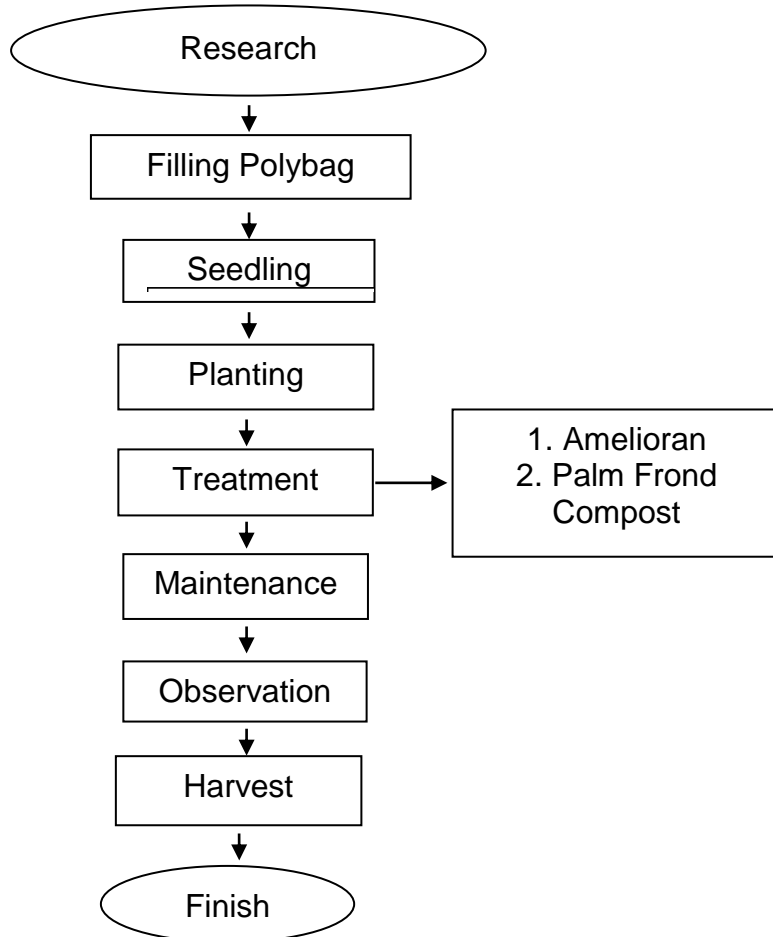 Research
Filling Polybag
Seedling
Planting
Treatment
1. Amelioran
2. Palm Frond
Compost
Maintenance
Observation
Harvest
Finish